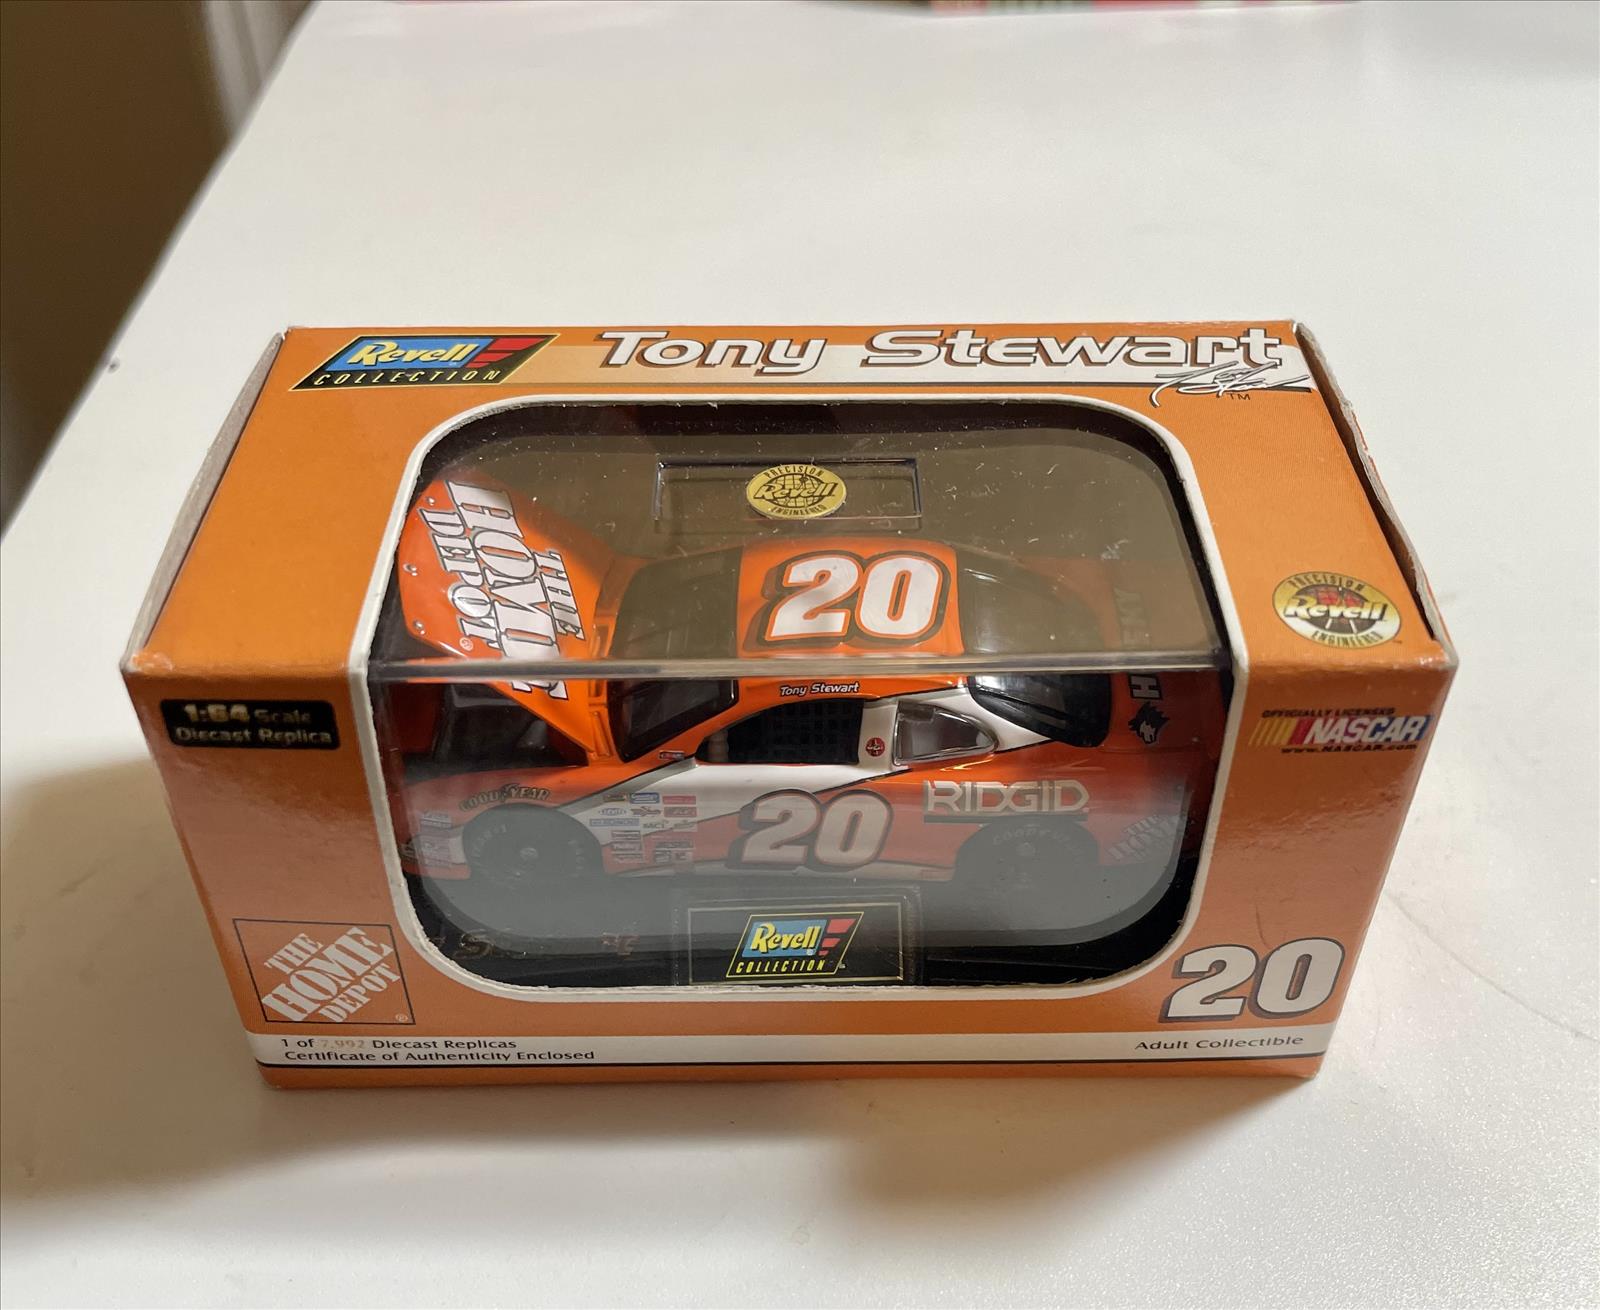 Revell
COLLECTION
Tony Stewart
TM
PRECISION
Revell
ENGINEERED
THE
HOME
DEPOT
20
PRECISION
Revell
ENGINEERED
1:64 Scale
Diecast Replica
Tony Stewart
H
OFFICIALLY LICENSED
NASCAR
www.NASCAR.com
GOODYEAR
RIDGID
20
THE
HOME
Revell
COLLECTION
THE
HOME
DEPOT
20
1 of 7,992 Diecast Replicas
Certificate of Authenticity Enclosed
Adult Collectible